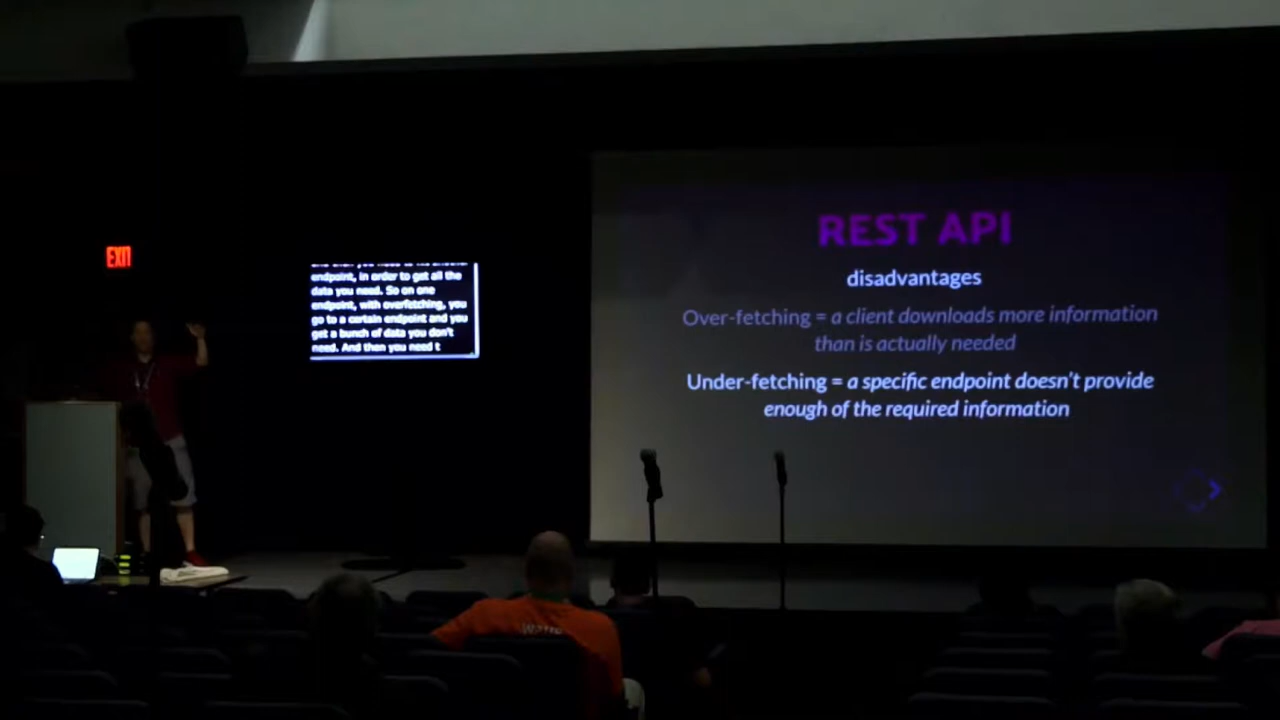 EXIT
endpoint, in order to get all the
data you need. So on one
endpoint, with overfetching, you
go to a certain endpoint and you
get a bunch of data you don't
need. And then you need t
REST API
disadvantages
Over-fetching = a client downloads more information
than is actually needed
Under-fetching = a specific endpoint doesn't provide
enough of the required information